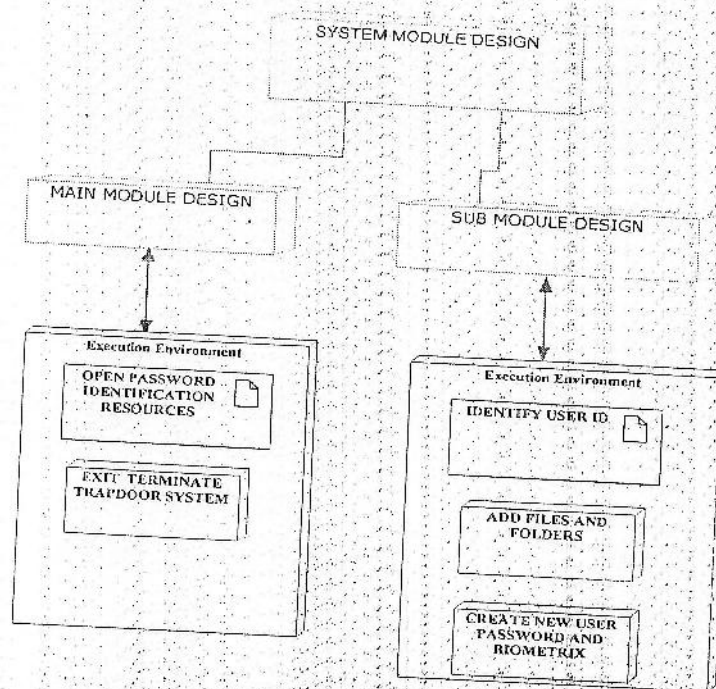 SYSTEM MODULE DESIGN
MAIN MODULE DESIGN
SUB MODULE DESIGN
Execution Environment
OPEN PASSWORD
IDENTIFICATION
RESOURCES
EXIT TERMINATE
TRAPDOOR SYSTEM
Execution Environment
IDENTIFY USER ID
ADD FILES AND
FOLDERS
CREATE NEW USER
PASSWORD AND
BIOMETRIX